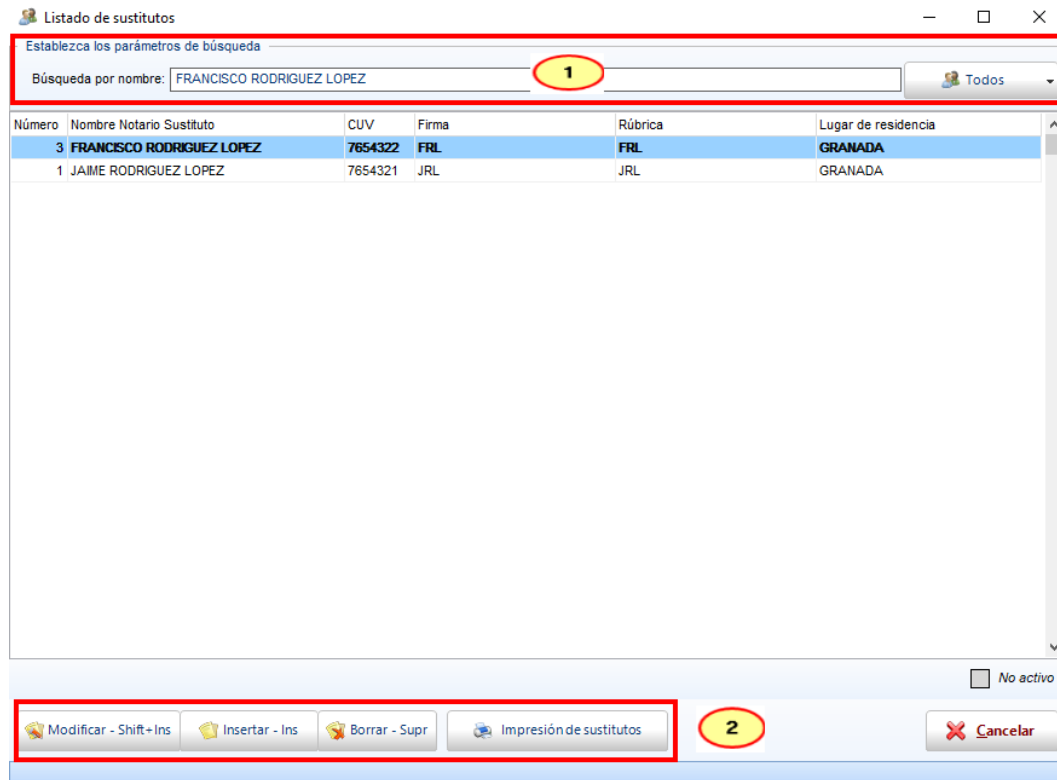 Listado de sustitutos
Establezca los parámetros de búsqueda
Búsqueda por nombre: FRANCISCO RODRIGUEZ LOPEZ 1 Todos
Número Nombre Notario Sustituto CUV Firma Rúbrica Lugar de residencia
3 FRANCISCO RODRIGUEZ LOPEZ 7654322 FRL FRL GRANADA
1 JAIME RODRIGUEZ LOPEZ 7654321 JRL JRL GRANADA
No activo
Modificar - Shift+Ins Insertar - Ins Borrar - Supr Impresión de sustitutos 2 Cancelar